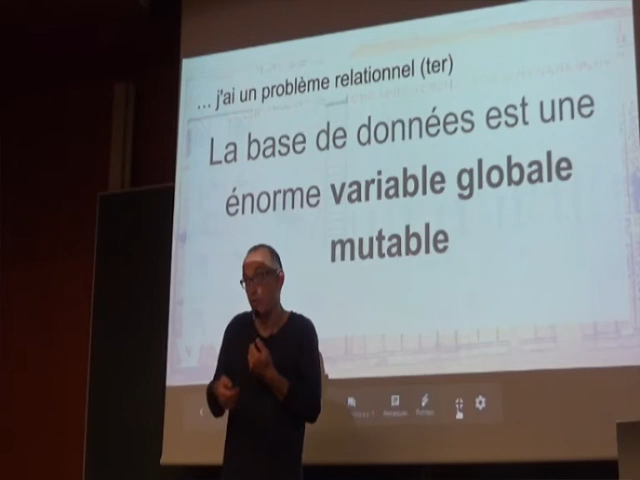 ... j'ai un problème relationnel (ter)
La base de données est une
énorme variable globale
mutable